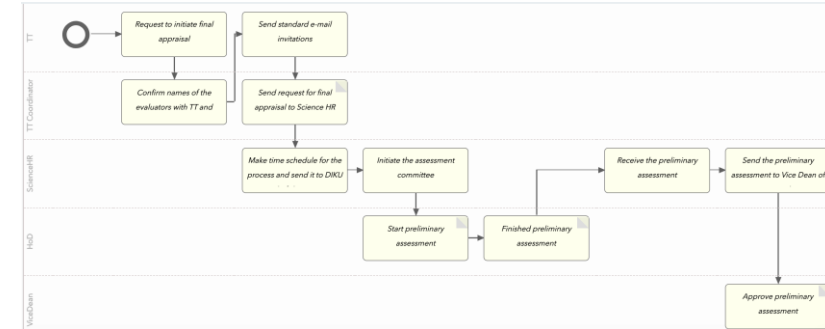 TT
Request to initiate final
appraisal
Send standard e-mail
invitations
TT Coordinator
Confirm names of the
evaluators with TT and
Send request for final
appraisal to Science HR
ScienceHR
Make time schedule for the
process and send it to DIKU
Initiate the assessment
committee
Receive the preliminary
assessment
Send the preliminary
assessment to Vice Dean of
HoD
Start preliminary
assessment
Finished preliminary
assessment
ViceDean
Approve preliminary
assessment